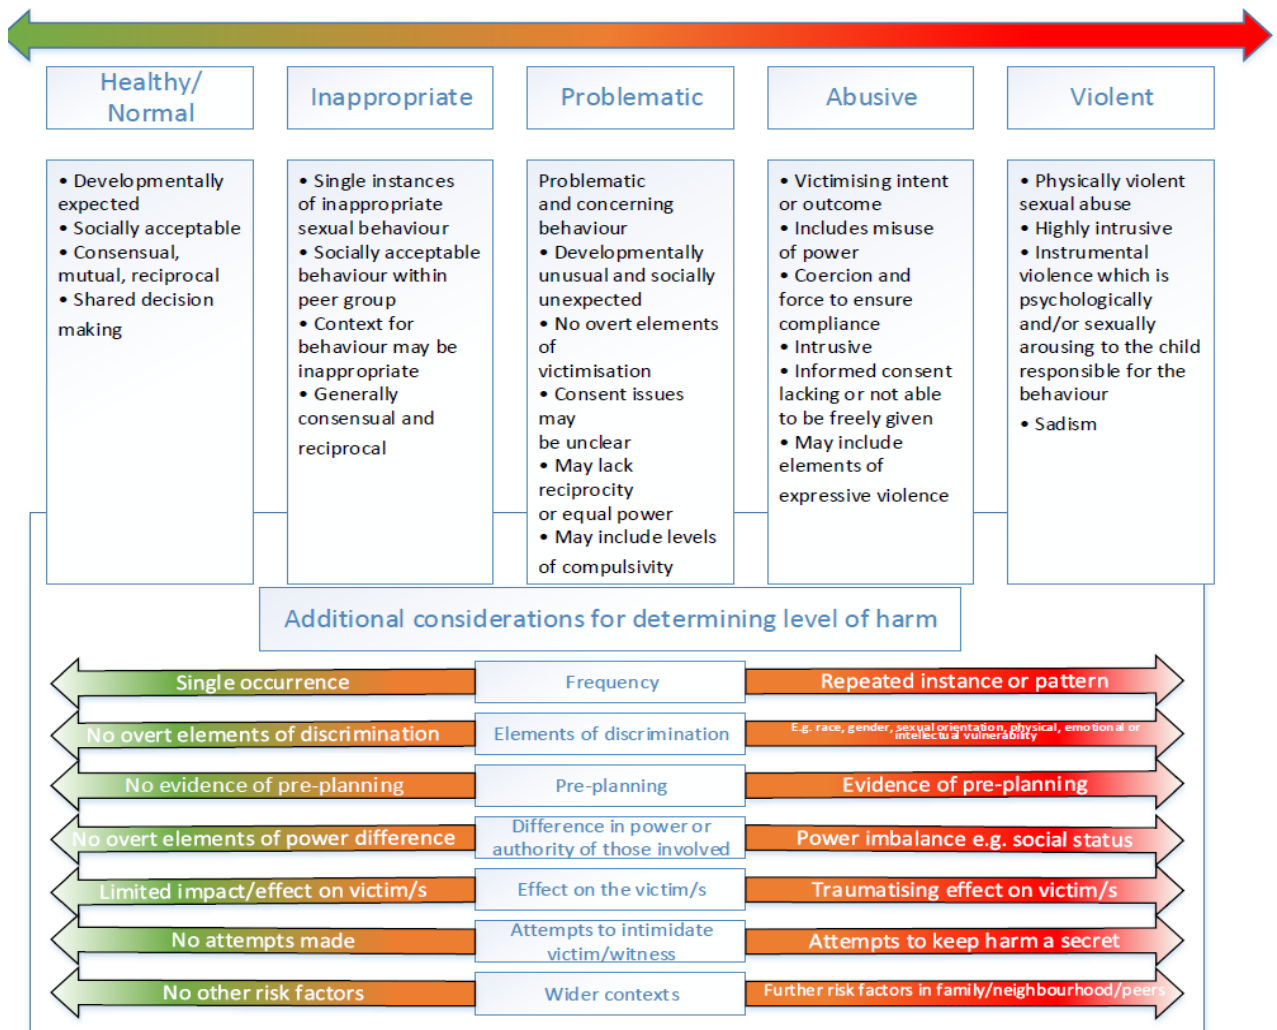 Healthy/
Normal
Inappropriate
Problematic
Abusive
Violent
• Developmentally
expected
• Socially acceptable
• Consensual,
mutual, reciprocal
• Shared decision
making
• Single instances
of inappropriate
sexual behaviour
• Socially acceptable
behaviour within
peer group
• Context for
behaviour may be
inappropriate
• Generally
consensual and
reciprocal
Problematic
and concerning
behaviour
• Developmentally
unusual and socially
unexpected
• No overt elements
of
victimisation
• Consent issues
may
be unclear
• May lack
reciprocity
or equal power
• May include levels
of compulsivity
• Victimising intent
or outcome
• Includes misuse
of power
• Coercion and
force to ensure
compliance
• Intrusive
• Informed consent
lacking or not able
to be freely given
• May include
elements of
expressive violence
• Physically violent
sexual abuse
• Highly intrusive
• Instrumental
violence which is
psychologically
and/or sexually
arousing to the child
responsible for the
behaviour
• Sadism
Additional considerations for determining level of harm
Single occurrence
Frequency
Repeated instance or pattern
No overt elements of discrimination
Elements of discrimination
E.g. race, gender, sexual orientation, physical, emotional or
intellectual vulnerability
No evidence of pre-planning
Pre-planning
Evidence of pre-planning
No overt elements of power difference
Difference in power or
authority of those involved
Power imbalance e.g. social status
Limited impact/effect on victim/s
Effect on the victim/s
Traumatising effect on victim/s
No attempts made
Attempts to intimidate
victim/witness
Attempts to keep harm a secret
No other risk factors
Wider contexts
Further risk factors in family/neighbourhood/peers